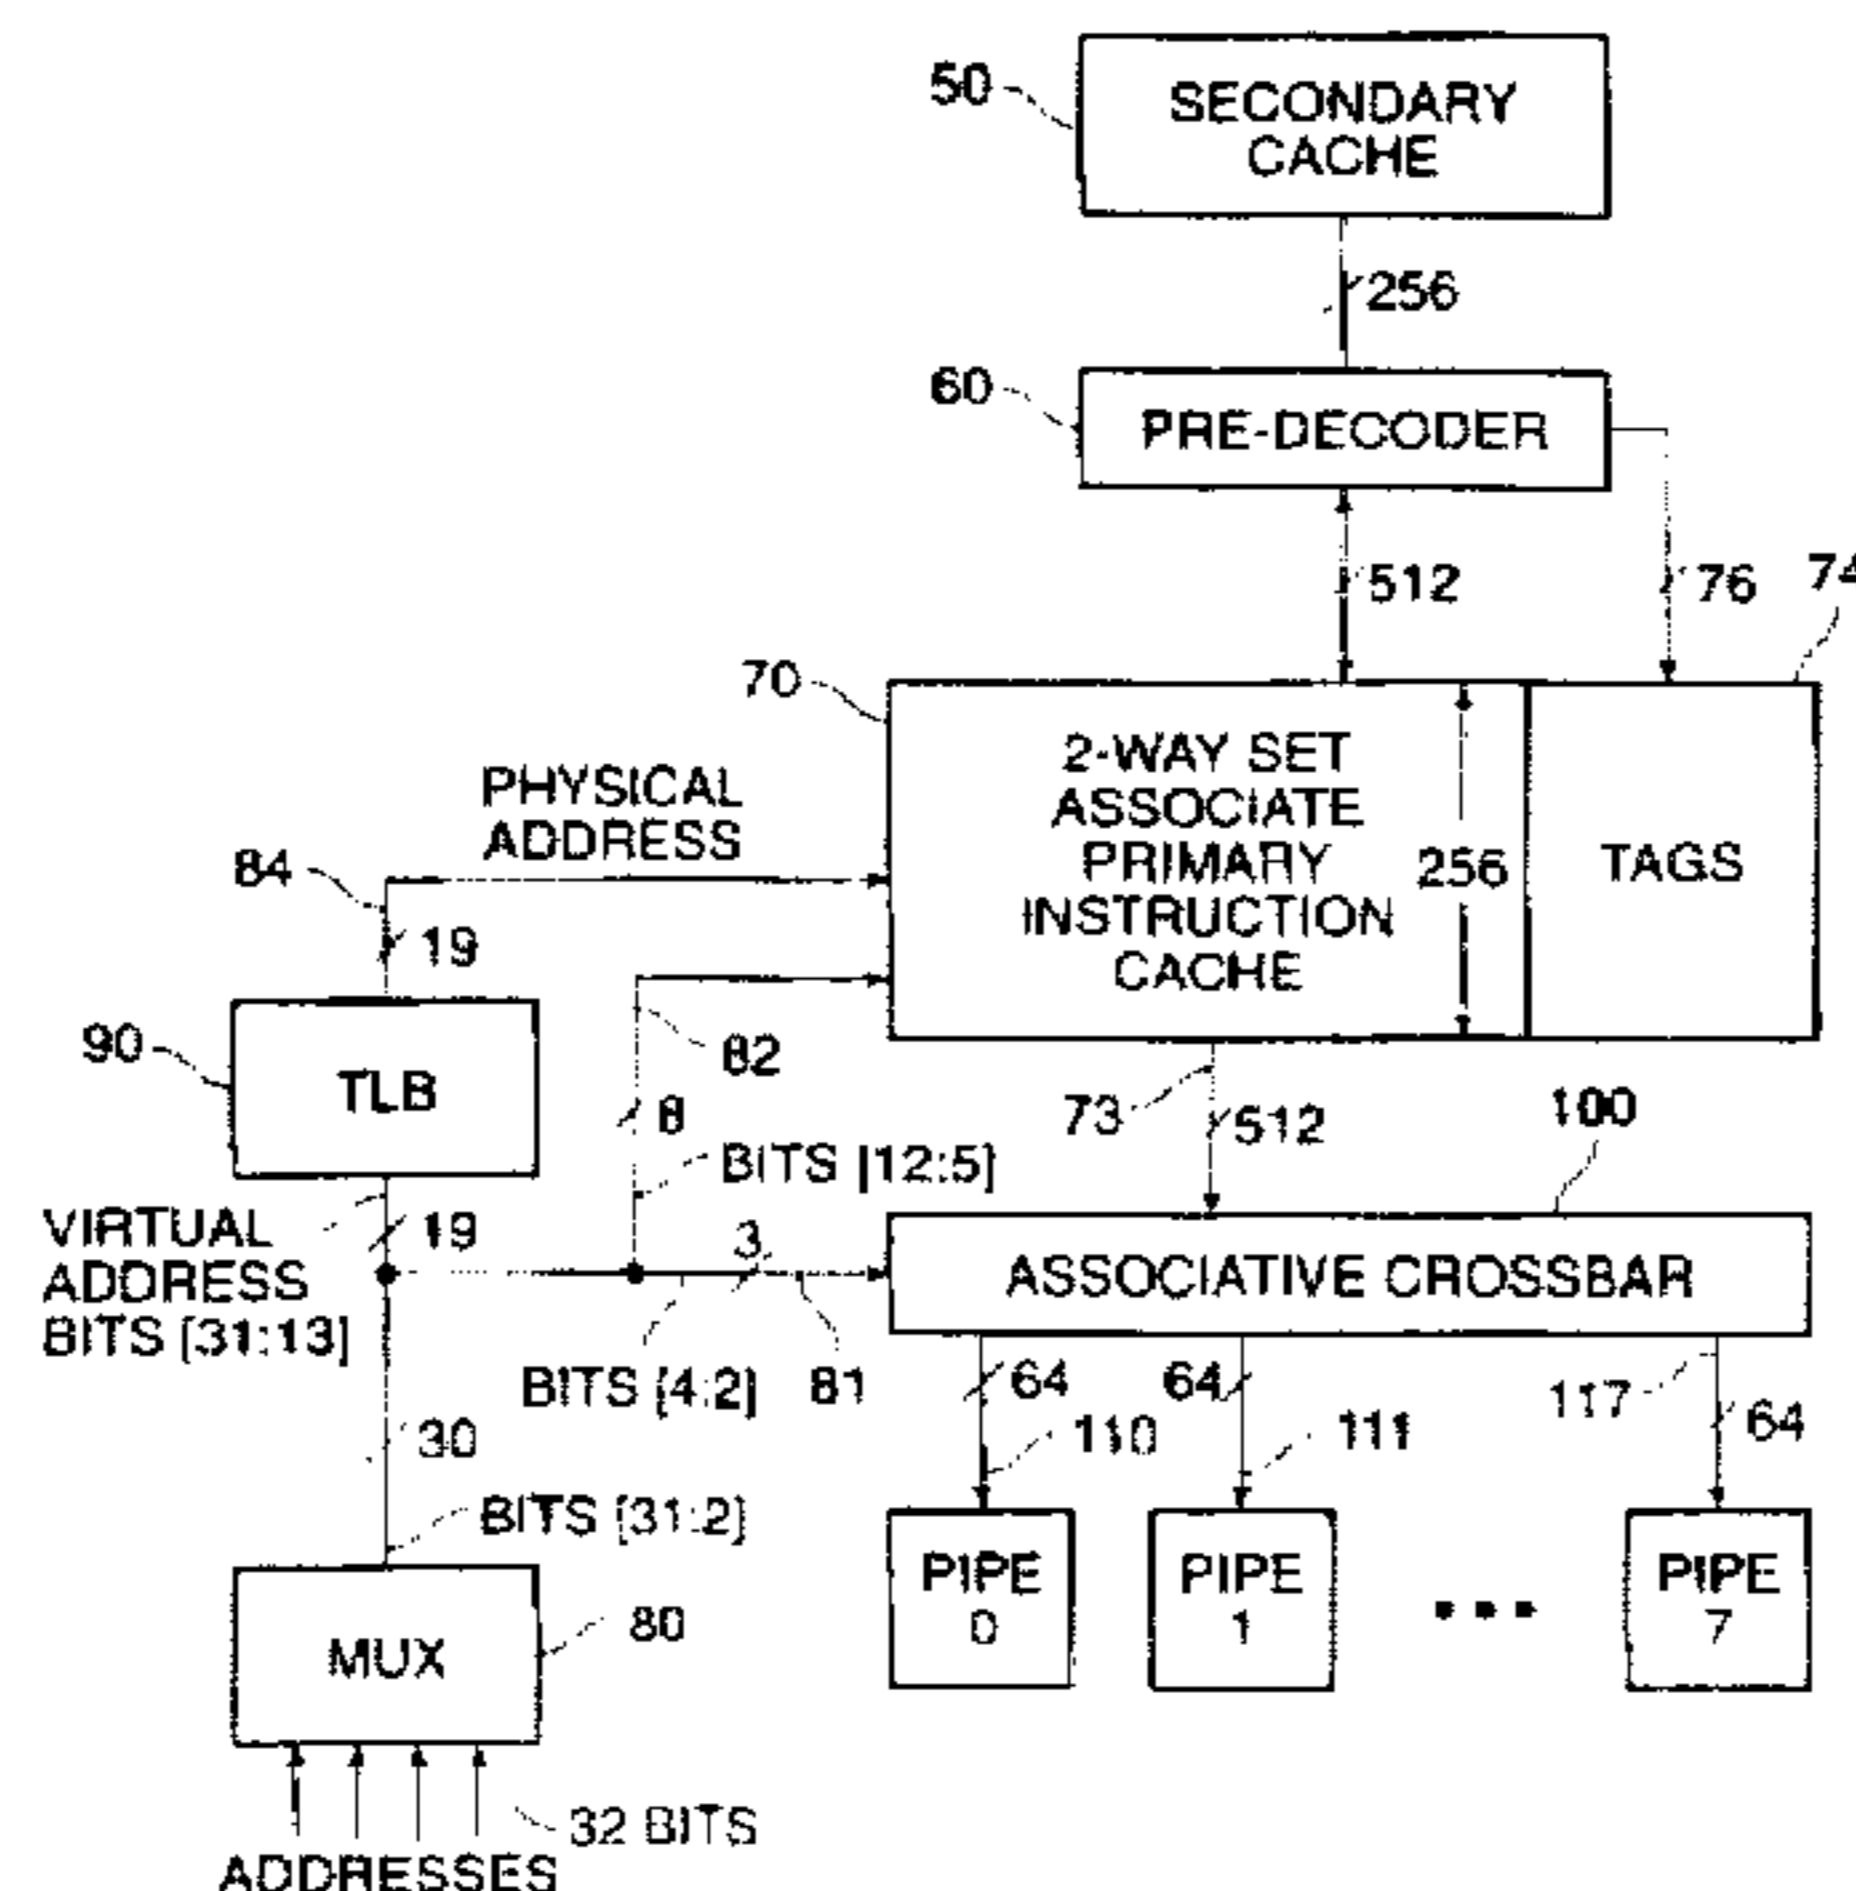 50
SECONDARY
CACHE
256
60
PRE-DECODER
512
76
74
70
2-WAY SET
ASSOCIATE
PRIMARY
INSTRUCTION
CACHE
256
TAGS
PHYSICAL
ADDRESS
84
19
90
TLB
82
8
BITS [12:5]
73
512
100
VIRTUAL
ADDRESS
BITS [31:13]
19
3
ASSOCIATIVE CROSSBAR
BITS [4:2]
81
64
64
117
64
110
111
30
BITS [31:2]
PIPE
0
PIPE
1
• • •
PIPE
7
MUX
80
32 BITS
ADDRESSES